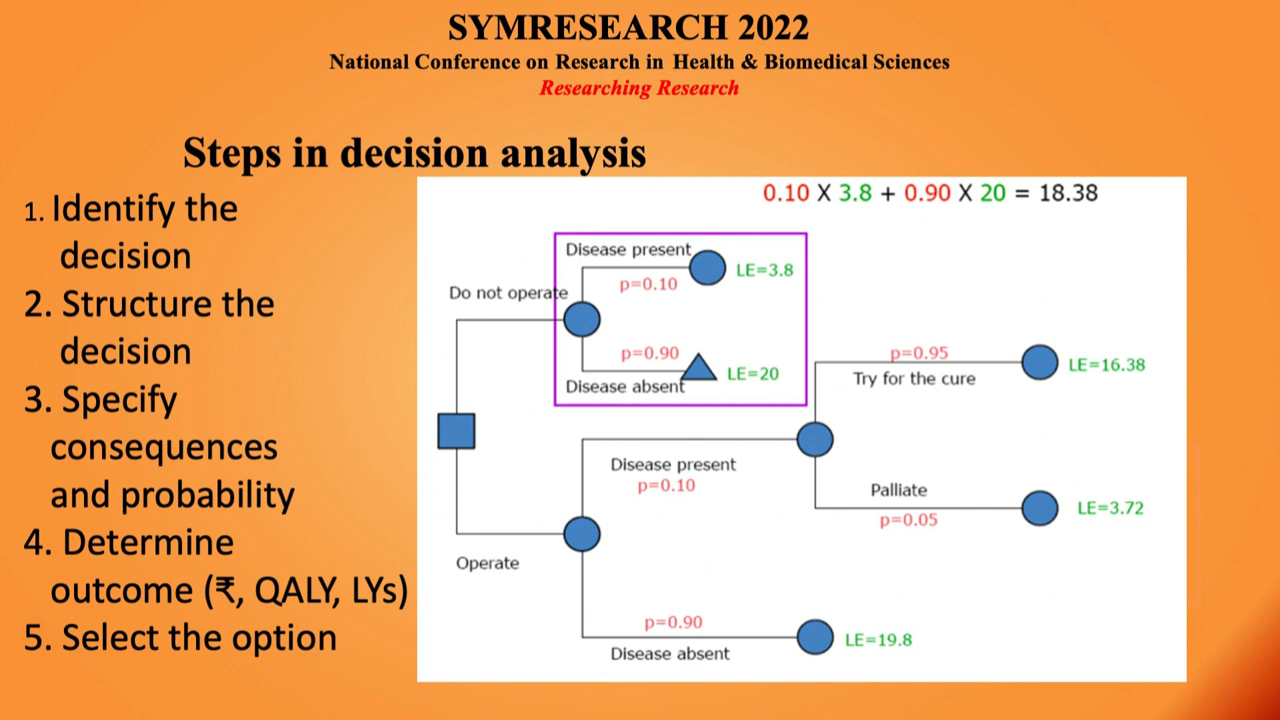 SYMRESEARCH 2022
National Conference on Research in Health & Biomedical Sciences
Researching Research
Steps in decision analysis
1. Identify the
decision
2. Structure the
decision
3. Specify
consequences
and probability
4. Determine
outcome (₹, QALY, LYs)
5. Select the option
0.10 X 3.8 + 0.90 X 20 = 18.38
Disease present
LE=3.8
p=0.10
Do not operate
p=0.90
LE=20
Disease absent
p=0.95
LE=16.38
Try for the cure
Disease present
p=0.10
Palliate
LE=3.72
p=0.05
Operate
p=0.90
LE=19.8
Disease absent